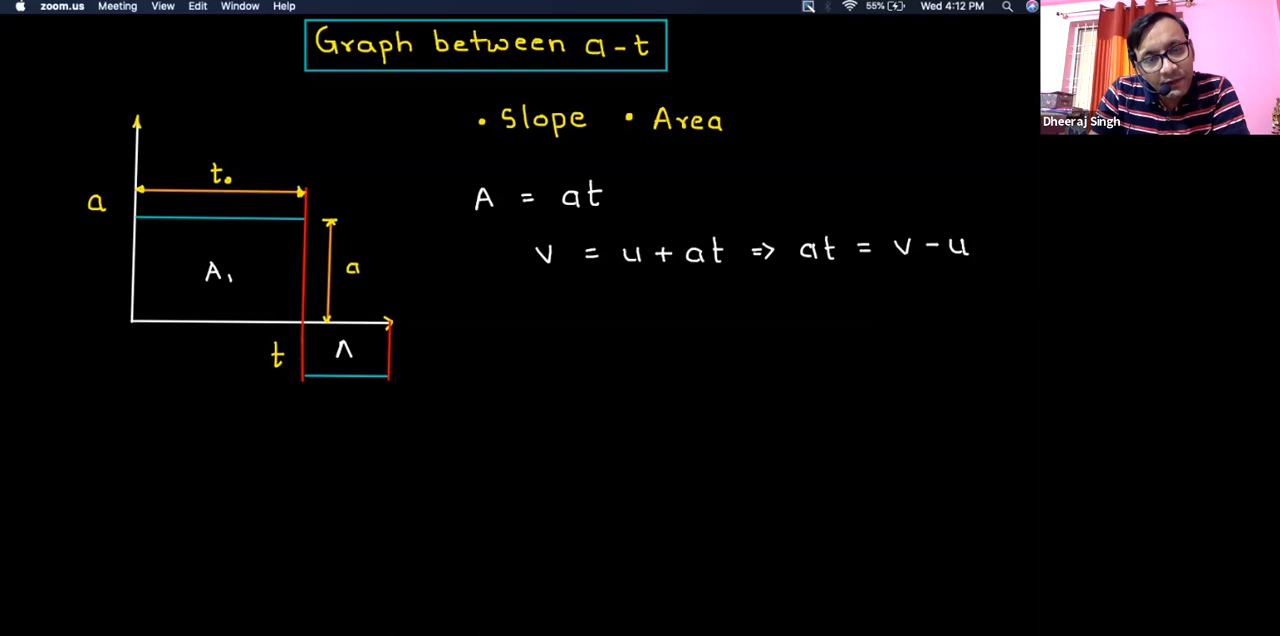 zoom.us Meeting View Edit Window Help 55% Wed 4:12 PM
Graph between a-t
Dheeraj Singh
• Slope • Area
t₀
a
A = at
v = u + at => at = v - u
A₁
a
t